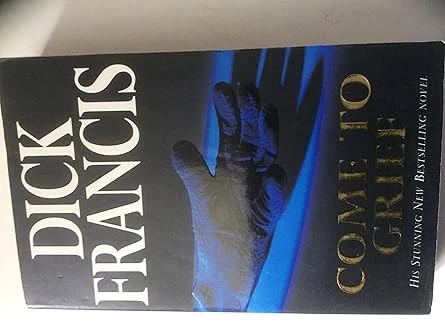 DICK
FRANCIS
COME TO
GRIEF
HIS STUNNING NEW BESTSELLING NOVEL